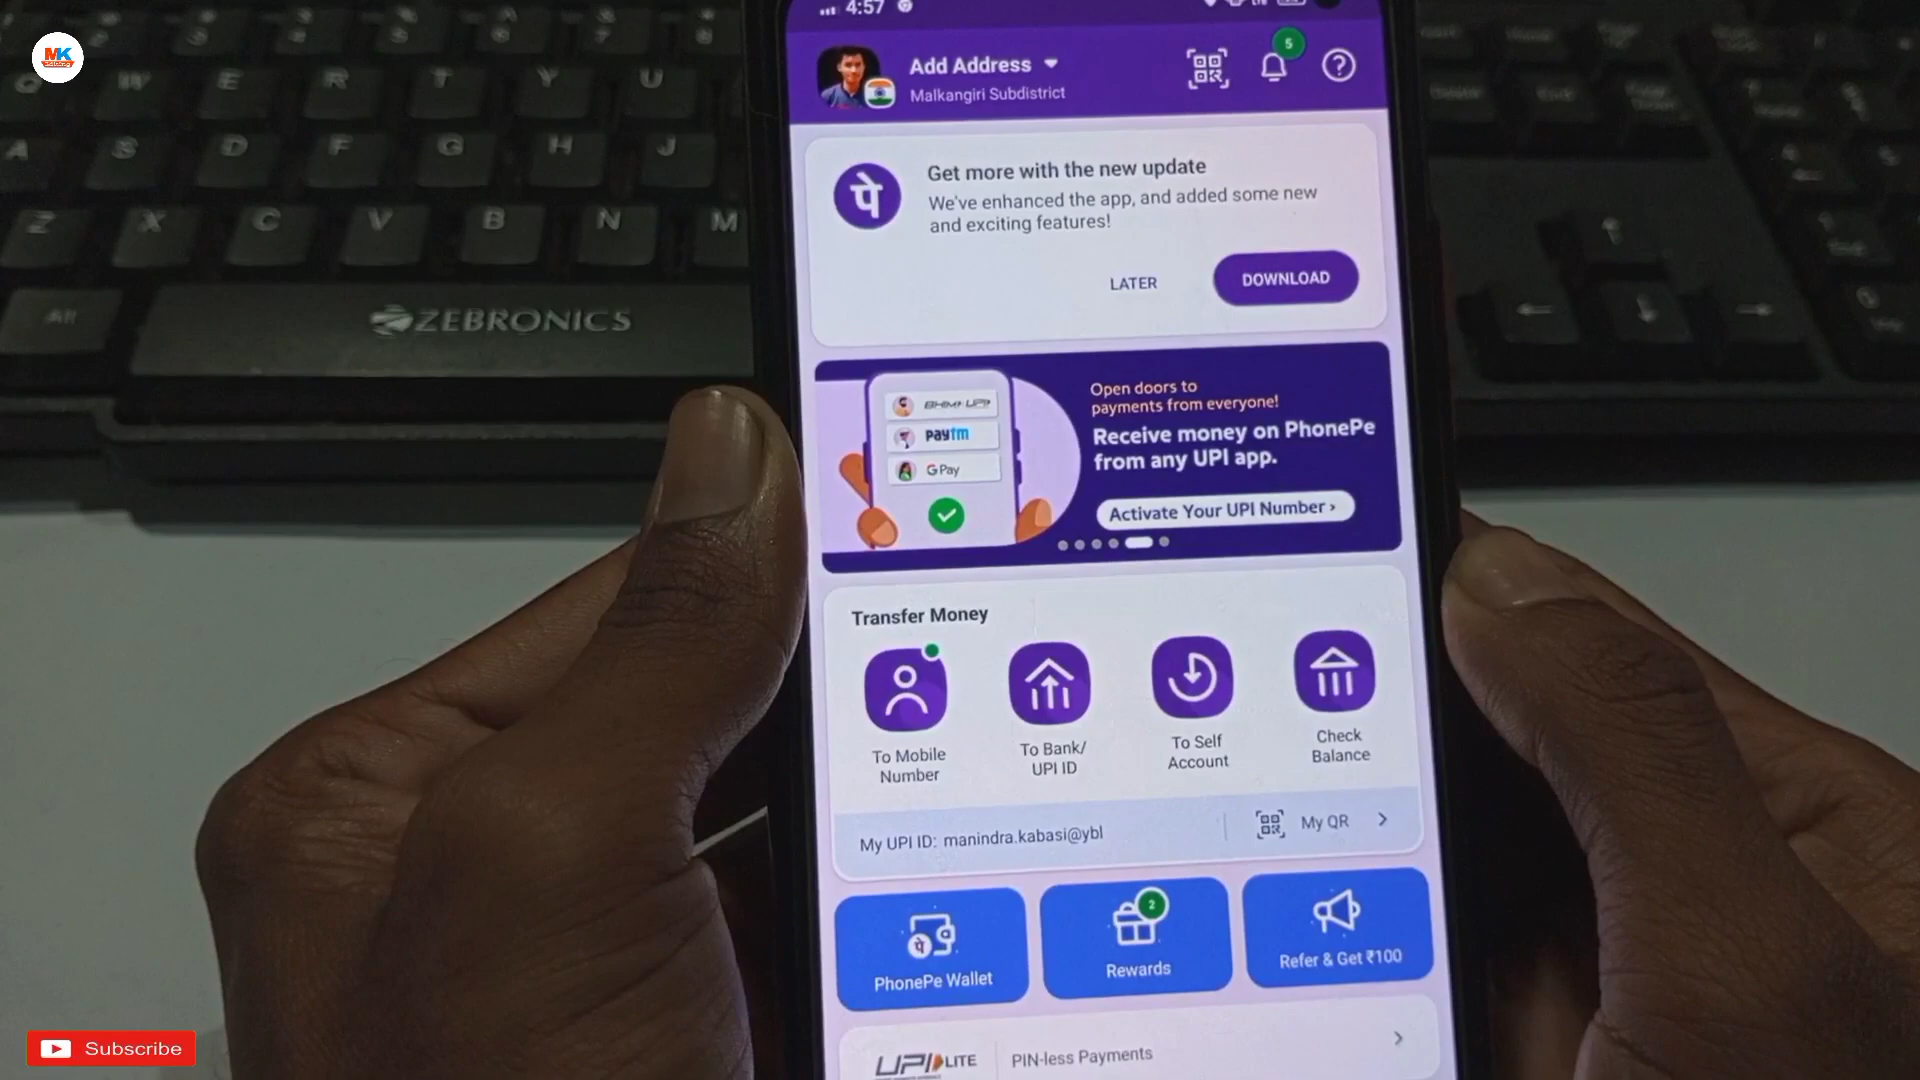 MK
4:57
Add Address
Malkangiri Subdistrict
5
?
पे
Get more with the new update
We've enhanced the app, and added some new
and exciting features!
LATER
DOWNLOAD
BHIM UPI
paytm
G Pay
Open doors to
payments from everyone!
Receive money on PhonePe
from any UPI app.
Activate Your UPI Number ›
Transfer Money
To Mobile
Number
To Bank/
UPI ID
To Self
Account
Check
Balance
My UPI ID: manindra.kabasi@ybl
My QR
पे
PhonePe Wallet
2
Rewards
Refer & Get ₹100
UPI LITE
PIN-less Payments
W E R T Y U
A S D F G H J
Z X C V B N M
Alt
ZEBRONICS
End
Subscribe